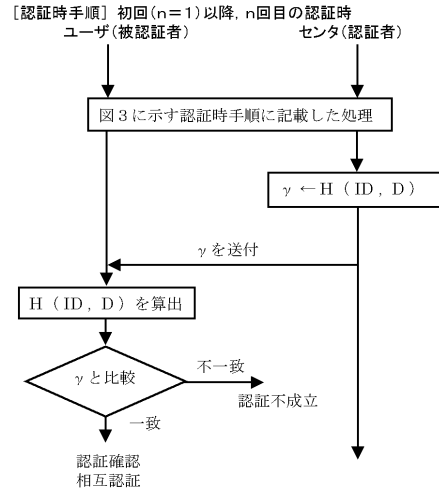 ［認証時手順］初回(ｎ＝１)以降，ｎ回目の認証時
ユーザ(被認証者)
センタ(認証者)
図３に示す認証時手順に記載した処理
γ ← H ( ID , D )
γを送付
H ( ID , D ) を算出
γと比較
不一致
認証不成立
一致
認証確認
相互認証